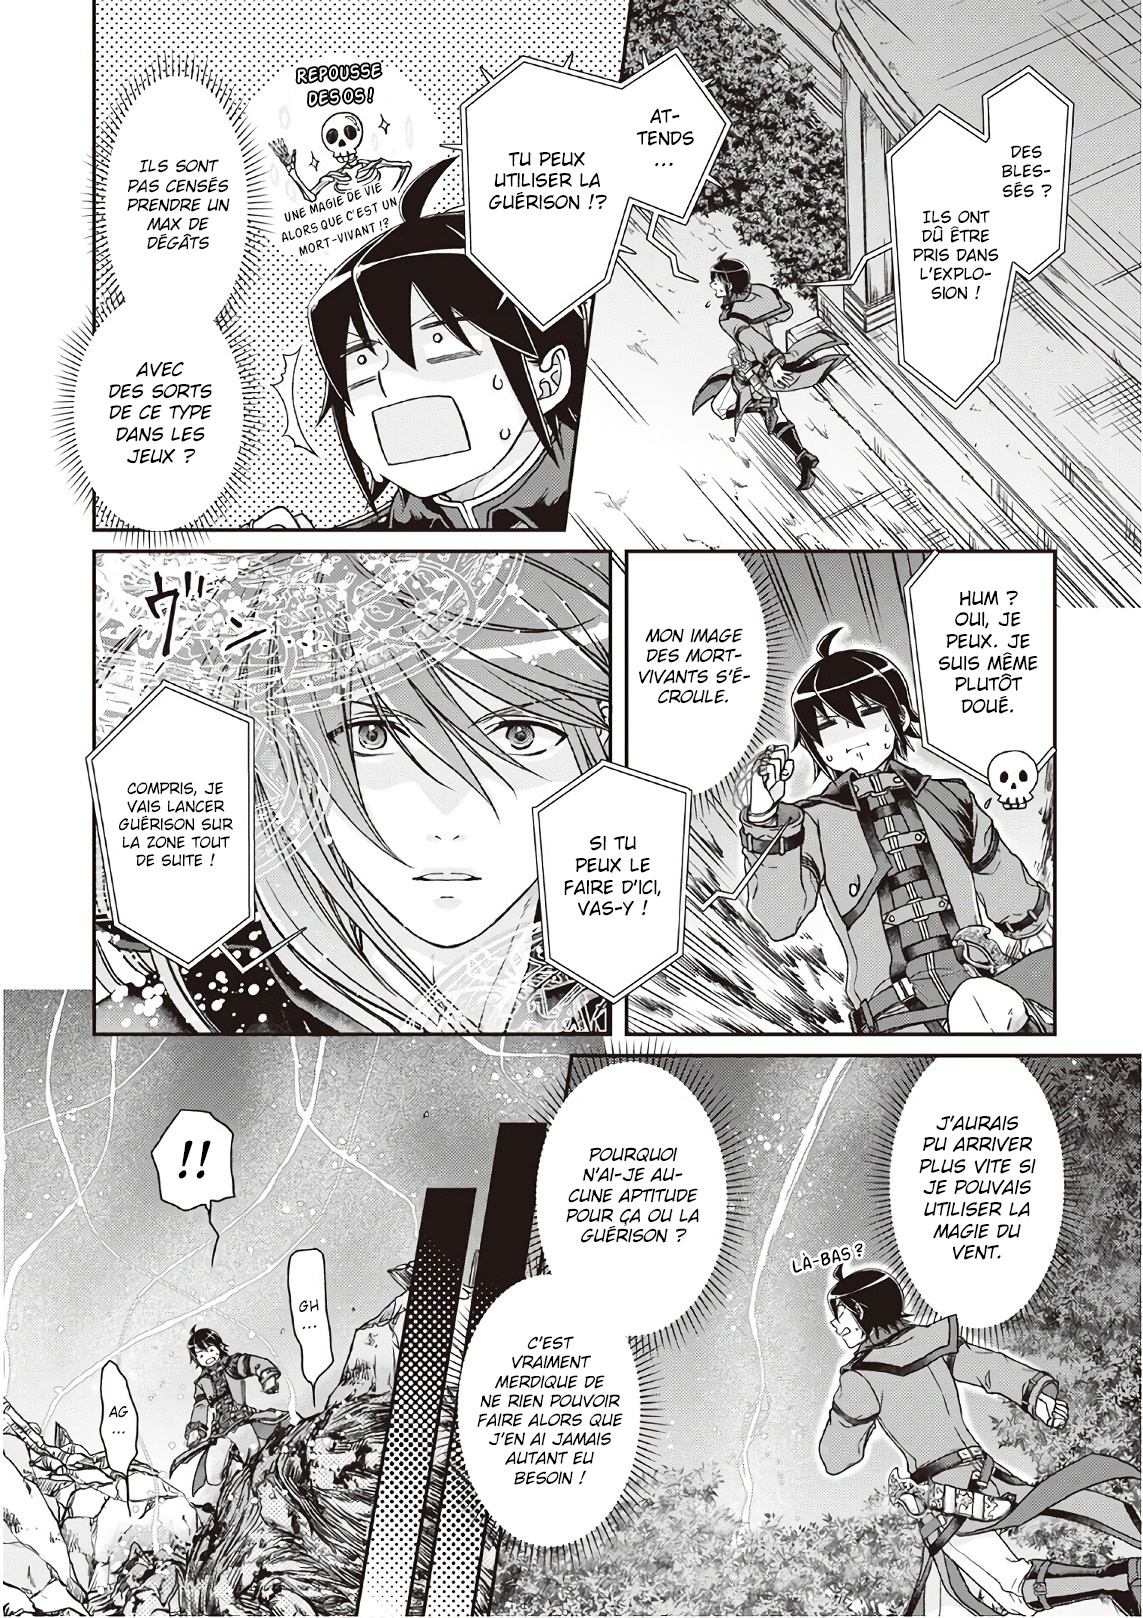 DES
BLES-
SÉS ?
ILS ONT
DÛ ÊTRE
PRIS DANS
L'EXPLO-
SION !
AT-
TENDS
...
TU PEUX
UTILISER LA
GUÉRISON !?
REPOUSSE
DES OS !
UNE MAGIE DE VIE
ALORS QUE C'EST UN
MORT-VIVANT !?
ILS SONT
PAS CENSÉS
PRENDRE UN
MAX DE
DÉGÂTS
AVEC
DES SORTS
DE CE TYPE
DANS LES
JEUX ?
HUM ?
OUI, JE
PEUX. JE
SUIS MÊME
PLUTÔT
DOUÉ.
MON IMAGE
DES MORT-
VIVANTS S'É-
CROULE.
SI TU
PEUX LE
FAIRE D'ICI,
VAS-Y !
ヴン
COMPRIS, JE
VAIS LANCER
GUÉRISON SUR
LA ZONE TOUT
DE SUITE !
J'AURAIS
PU ARRIVER
PLUS VITE SI
JE POUVAIS
UTILISER LA
MAGIE DU
VENT.
LÀ-BAS ?
POURQUOI
N'AI-JE AU-
CUNE APTITUDE
POUR ÇA OU LA
GUÉRISON ?
C'EST
VRAIMENT
MERDIQUE DE
NE RIEN POUVOIR
FAIRE ALORS QUE
J'EN AI JAMAIS
AUTANT EU
BESOIN !
!!
GH
...
AG
...